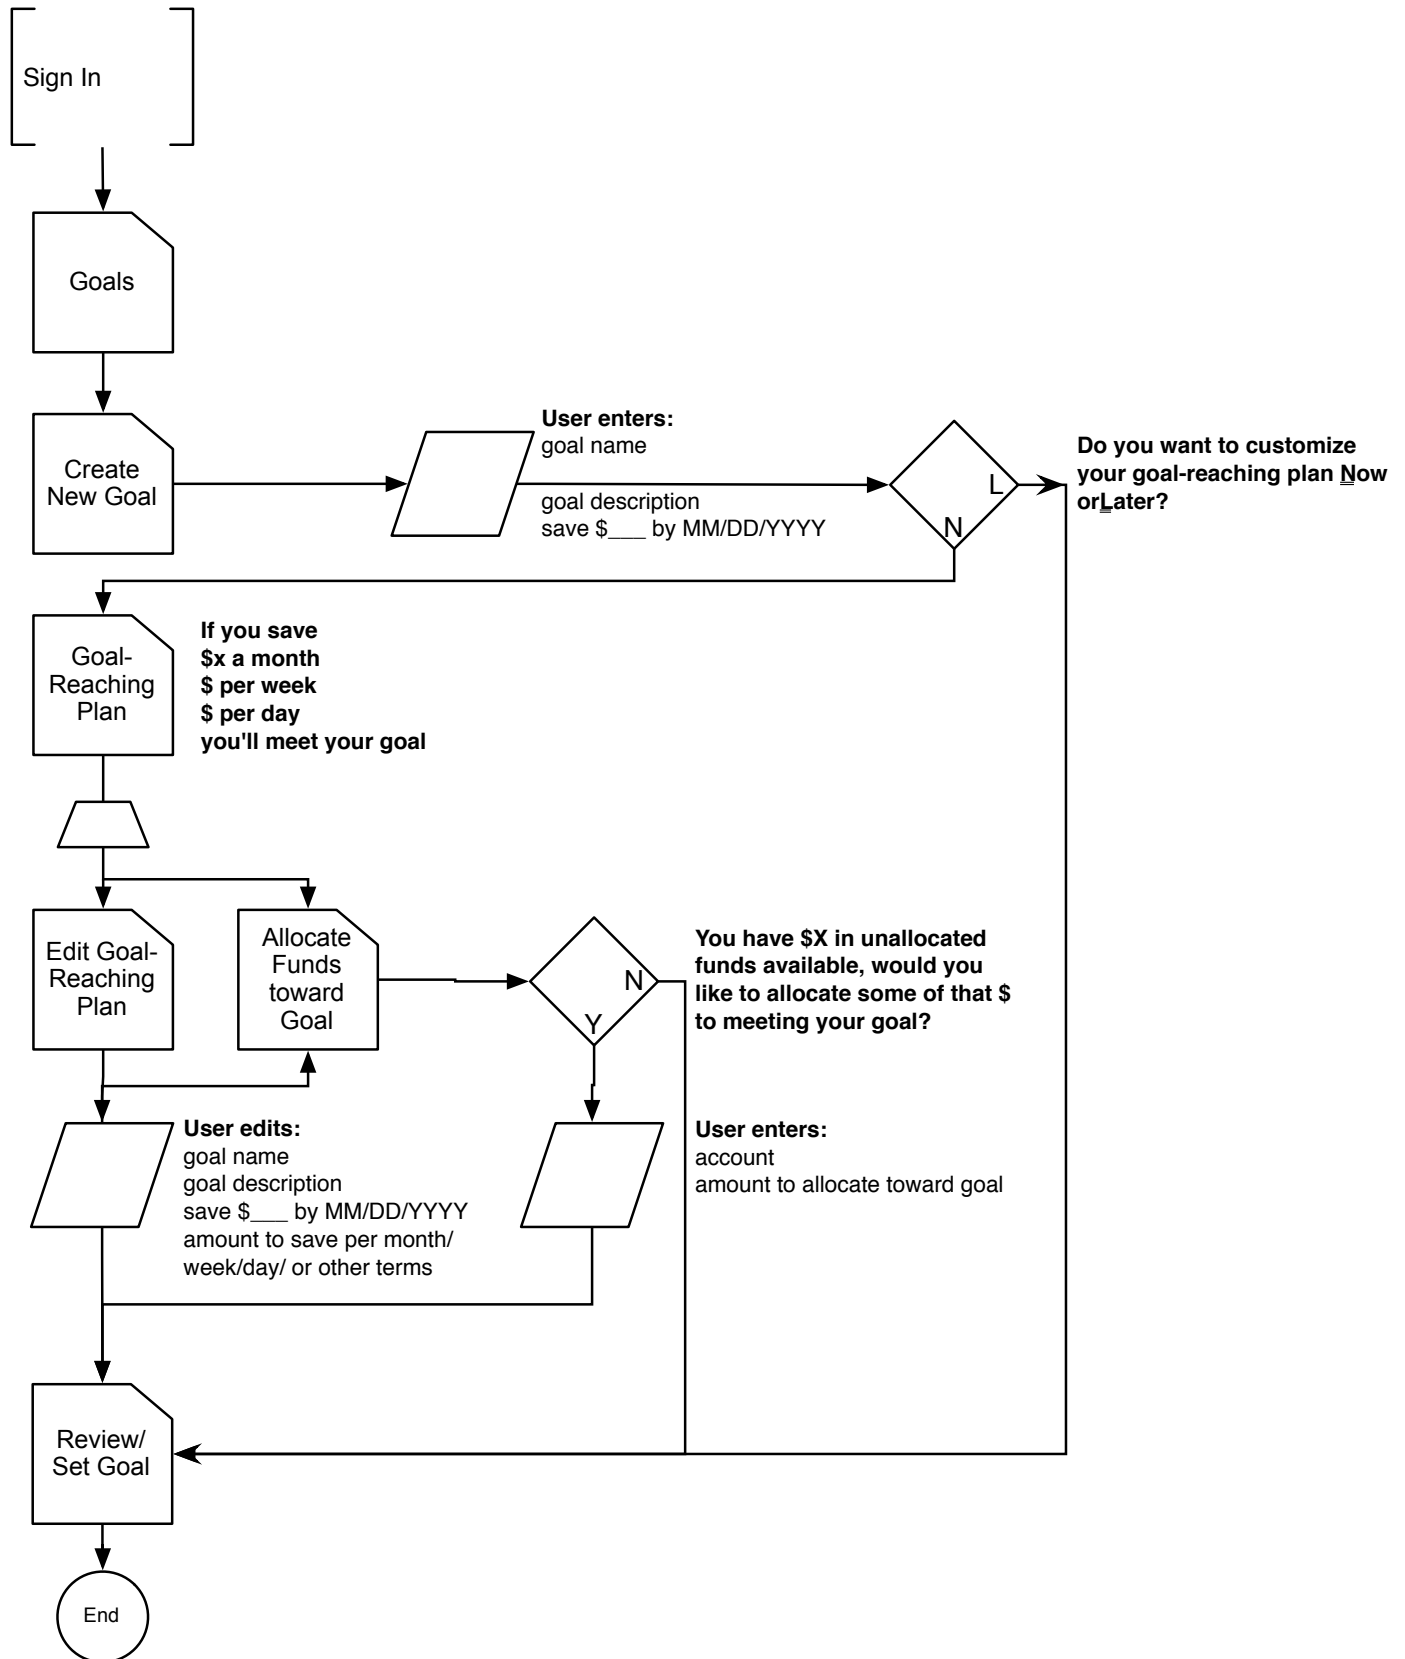 Sign In
Goals
Create
New Goal
User enters:
goal name
goal description
save $___ by MM/DD/YYYY
L
N
Do you want to customize
your goal-reaching plan Now
orLater?
Goal-
Reaching
Plan
If you save
$x a month
$ per week
$ per day
you'll meet your goal
Edit Goal-
Reaching
Plan
Allocate
Funds
toward
Goal
N
Y
You have $X in unallocated
funds available, would you
like to allocate some of that $
to meeting your goal?
User edits:
goal name
goal description
save $___ by MM/DD/YYYY
amount to save per month/
week/day/ or other terms
User enters:
account
amount to allocate toward goal
Review/
Set Goal
End